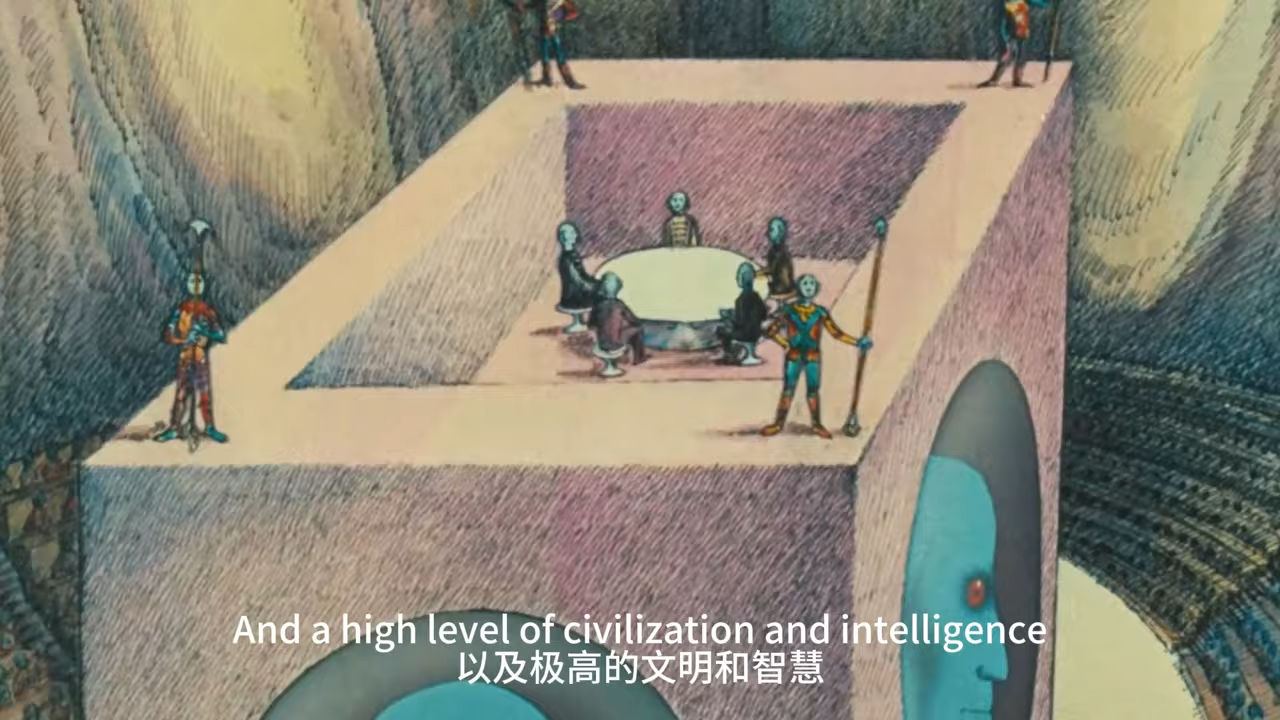 And a high level of civilization and intelligence
以及极高的文明和智慧